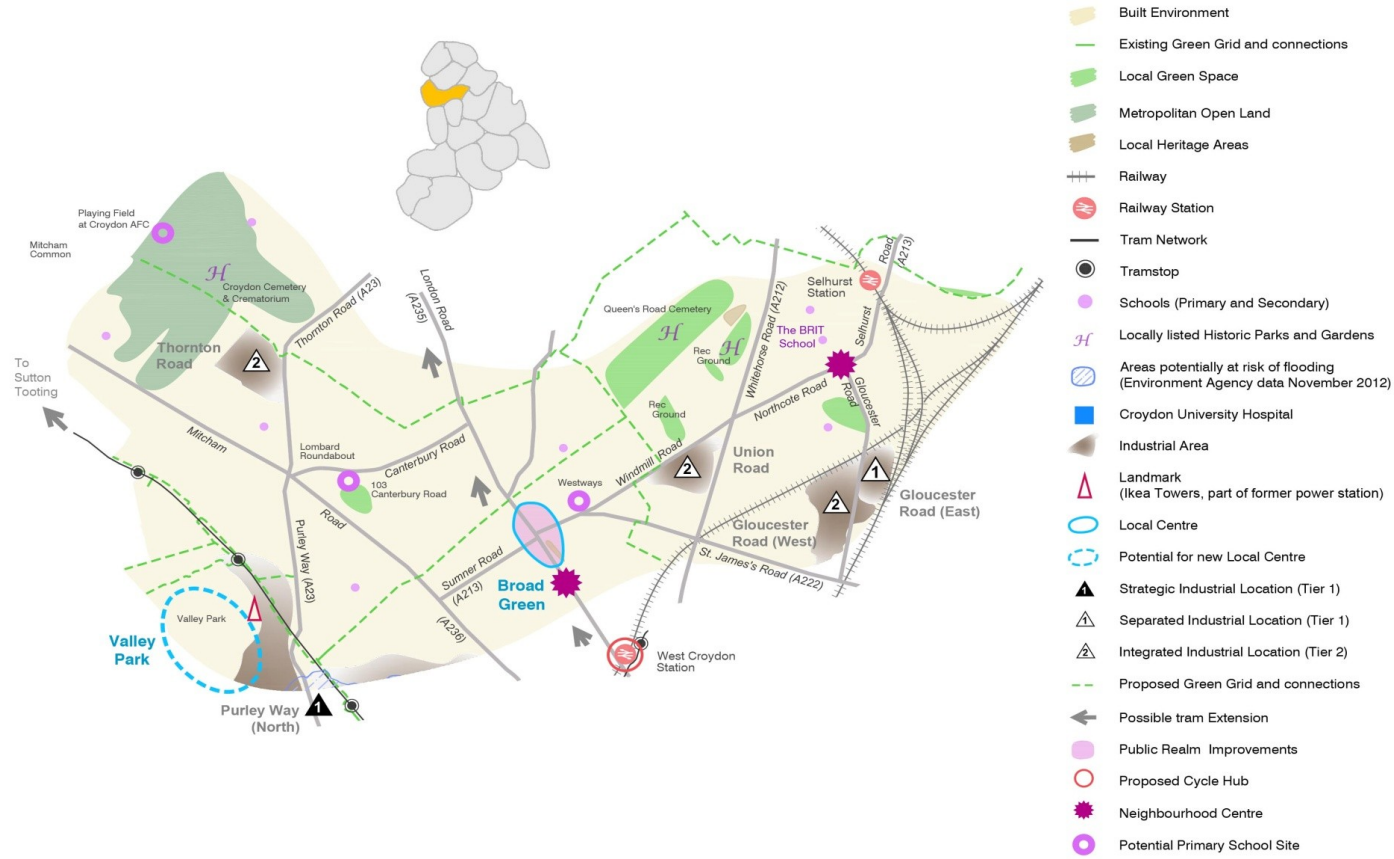 Playing Field
at Croydon AFC
Mitcham
Common
H
Croydon Cemetery
& Crematorium
Thornton
Road
2
Thornton Road (A23)
London Road
(A235)
To
Sutton
Tooting
Mitcham
Road
Lombard
Roundabout
Canterbury Road
103
Canterbury Road
Purley Way (A23)
Queen's Road Cemetery
H
Rec
Ground
H
Rec
Ground
Whitehorse Road (A212)
Selhurst
Station
Selhurst
Road
(A213)
The BRIT
School
Northcote Road
Gloucester
Road
Windmill Road
2
Union
Road
Westways
1
2
Gloucester
Road (East)
Gloucester
Road (West)
St. James's Road (A222)
Sumner Road
(A213)
(A236)
Broad
Green
Valley Park
Valley
Park
West Croydon
Station
Purley Way
(North)
1
Built Environment
Existing Green Grid and connections
Local Green Space
Metropolitan Open Land
Local Heritage Areas
Railway
Railway Station
Tram Network
Tramstop
Schools (Primary and Secondary)
H Locally listed Historic Parks and Gardens
Areas potentially at risk of flooding
(Environment Agency data November 2012)
Croydon University Hospital
Industrial Area
Landmark
(Ikea Towers, part of former power station)
Local Centre
Potential for new Local Centre
1 Strategic Industrial Location (Tier 1)
1 Separated Industrial Location (Tier 1)
2 Integrated Industrial Location (Tier 2)
Proposed Green Grid and connections
Possible tram Extension
Public Realm Improvements
Proposed Cycle Hub
Neighbourhood Centre
Potential Primary School Site